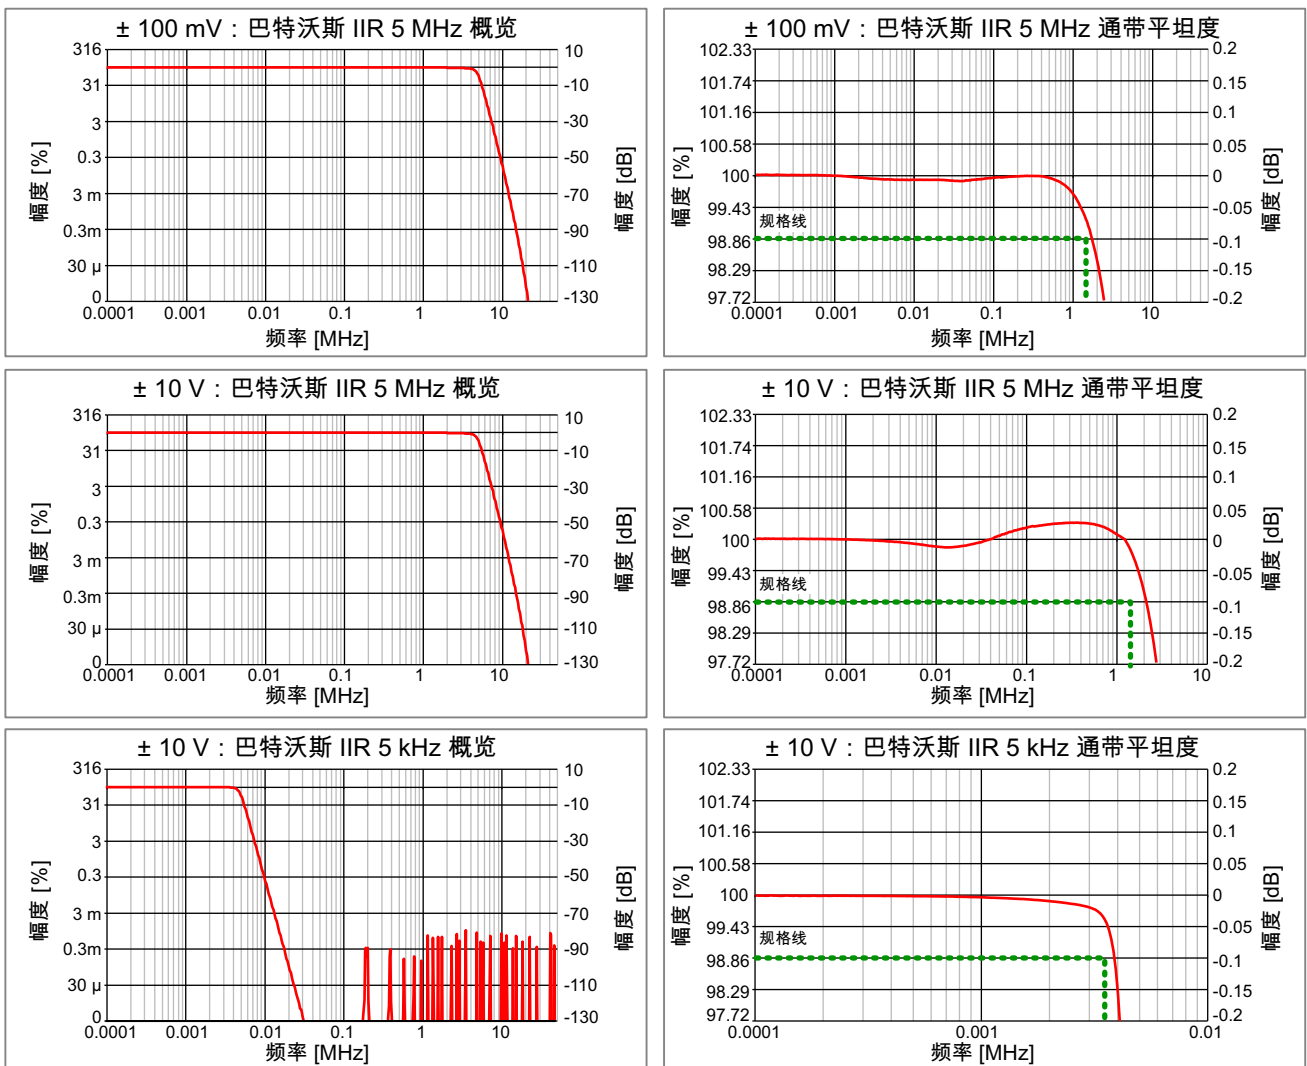 ± 100 mV：巴特沃斯 IIR 5 MHz 概览
316
31
3
0.3
3 m
0.3m
30 µ
0
幅度 [%]
10
-10
-30
-50
-70
-90
-110
-130
幅度 [dB]
0.0001 0.001 0.01 0.1 1 10
频率 [MHz]
± 100 mV：巴特沃斯 IIR 5 MHz 通带平坦度
102.33
101.74
101.16
100.58
100
99.43
98.86
98.29
97.72
幅度 [%]
规格线
0.2
0.15
0.1
0.05
0
-0.05
-0.1
-0.15
-0.2
幅度 [dB]
0.0001 0.001 0.01 0.1 1 10
频率 [MHz]
± 10 V：巴特沃斯 IIR 5 MHz 概览
316
31
3
0.3
3 m
0.3m
30 µ
0
幅度 [%]
10
-10
-30
-50
-70
-90
-110
-130
幅度 [dB]
0.0001 0.001 0.01 0.1 1 10
频率 [MHz]
± 10 V：巴特沃斯 IIR 5 MHz 通带平坦度
102.33
101.74
101.16
100.58
100
99.43
98.86
98.29
97.72
幅度 [%]
规格线
0.2
0.15
0.1
0.05
0
-0.05
-0.1
-0.15
-0.2
幅度 [dB]
0.0001 0.001 0.01 0.1 1 10
频率 [MHz]
± 10 V：巴特沃斯 IIR 5 kHz 概览
316
31
3
0.3
3 m
0.3m
30 µ
0
幅度 [%]
10
-10
-30
-50
-70
-90
-110
-130
幅度 [dB]
0.0001 0.001 0.01 0.1 1 10
频率 [MHz]
± 10 V：巴特沃斯 IIR 5 kHz 通带平坦度
102.33
101.74
101.16
100.58
100
99.43
98.86
98.29
97.72
幅度 [%]
规格线
0.2
0.15
0.1
0.05
0
-0.05
-0.1
-0.15
-0.2
幅度 [dB]
0.0001 0.001 0.01
频率 [MHz]